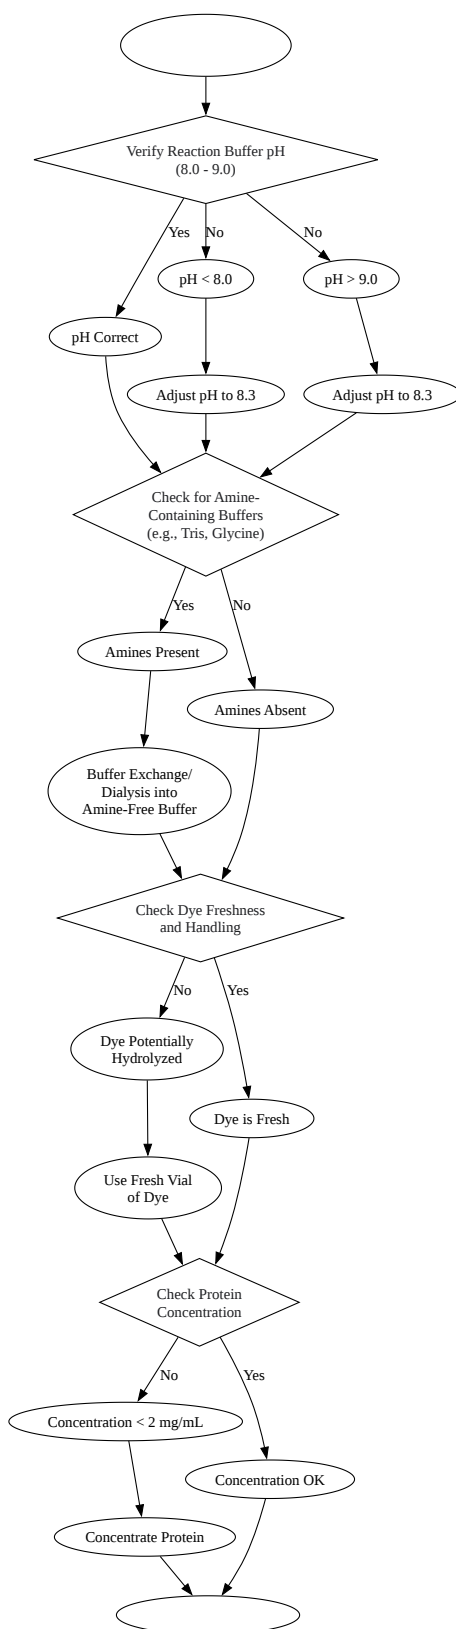 Verify Reaction Buffer pH
(8.0 - 9.0)
Yes
No
No
pH < 8.0
pH > 9.0
pH Correct
Adjust pH to 8.3
Adjust pH to 8.3
Check for Amine-
Containing Buffers
(e.g., Tris, Glycine)
Yes
No
Amines Present
Amines Absent
Buffer Exchange/
Dialysis into
Amine-Free Buffer
Check Dye Freshness
and Handling
No
Yes
Dye Potentially
Hydrolyzed
Dye is Fresh
Use Fresh Vial
of Dye
Check Protein
Concentration
No
Yes
Concentration < 2 mg/mL
Concentration OK
Concentrate Protein